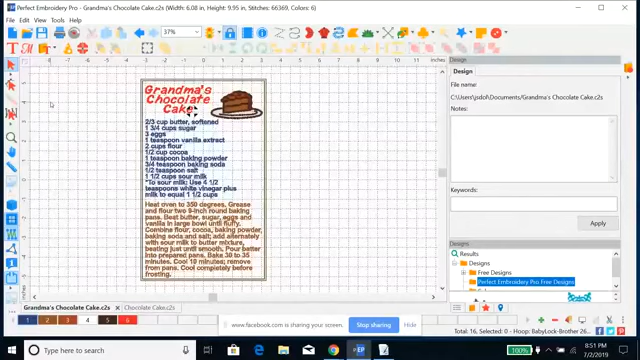 Perfect Embroidery Pro - Grandma's Chocolate Cake.c2s (Width: 6.08 in, Height: 9.95 in, Stitches: 66369, Colors: 6)
File Edit View Tools Help
37%
Design
Design
File name:
C:\Users\jsdol\Documents\Grandma's Chocolate Cake.c2s
Notes:
Keywords:
Apply
Grandma's
Chocolate
Cake
2/3 cup butter, softened
1 3/4 cups sugar
3 eggs
1 teaspoon vanilla extract
2 cups flour
1/2 cup cocoa
1 teaspoon baking powder
3/4 teaspoon baking soda
1/2 teaspoon salt
1 1/2 cups sour milk
*To sour milk: Use 4 1/2
teaspoons white vinegar plus
milk to equal 1 1/2 cups
Heat oven to 350 degrees. Grease
and flour two 9-inch round baking
pans. Beat butter, sugar, eggs and
vanilla in large bowl until fluffy.
Combine flour, cocoa, baking powder,
baking soda and salt; add alternately
with sour milk to butter mixture,
beating just until smooth. Pour batter
into prepared pans. Bake 30 to 35
minutes. Cool 10 minutes; remove
from pans. Cool completely before
frosting.
Designs
Designs
Free Designs
Perfect Embroidery Pro Free Designs
Grandma's Chocolate Cake.c2s Chocolate Cake.c2s
1 2 3 4 5 6
www.facebook.com is sharing your screen. Stop sharing Hide
Total: 16, Selected: 0 - Hoop: BabyLock-Brother 26
Type here to search
100%
8:51 PM
7/2/2019